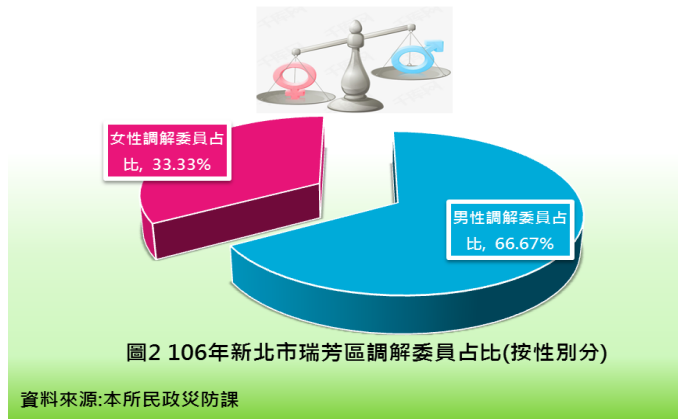 女性調解委員占
比, 33.33%
男性調解委員占
比, 66.67%
圖2 106年新北市瑞芳區調解委員占比(按性別分)
資料來源:本所民政災防課